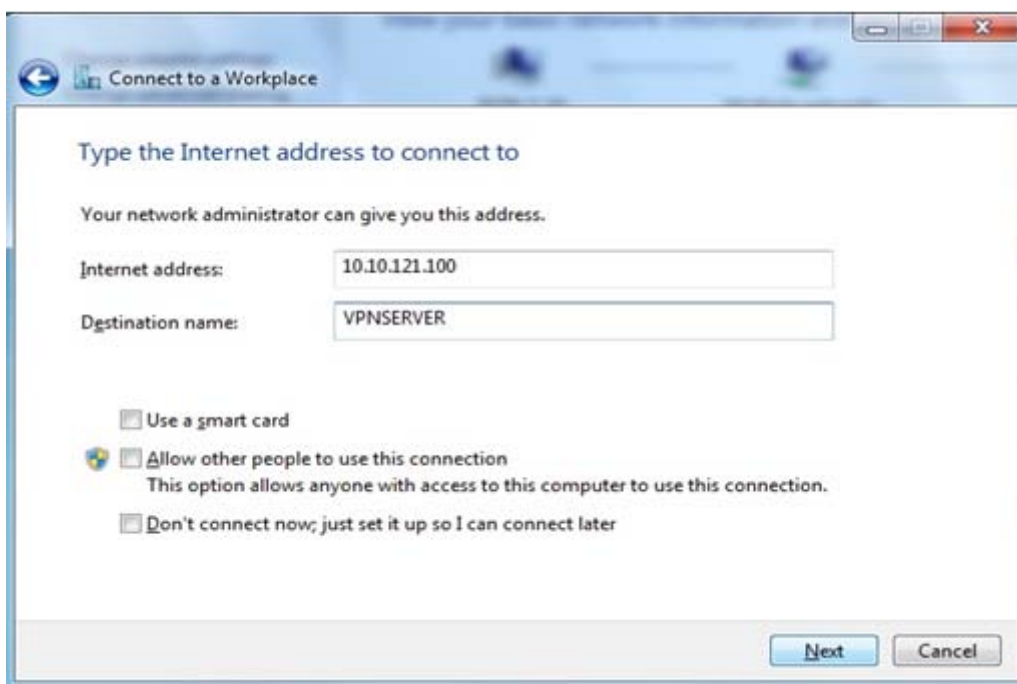 Connect to a Workplace
Type the Internet address to connect to
Your network administrator can give you this address.
Internet address:
10.10.121.100
Destination name:
VPNSERVER
Use a smart card
Allow other people to use this connection
This option allows anyone with access to this computer to use this connection.
Don't connect now; just set it up so I can connect later
Next
Cancel